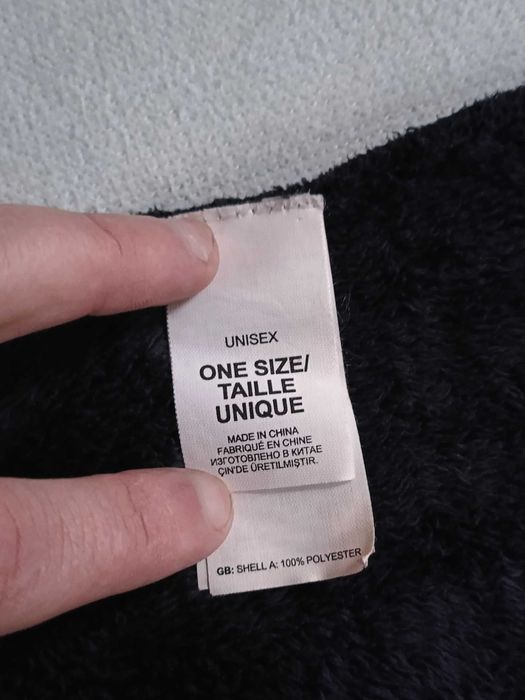 UNISEX
ONE SIZE/
TAILLE
UNIQUE
MADE IN CHINA
FABRIQUÉ EN CHINE
ИЗГОТОВЛЕНО В КИТАЕ
ÇIN'DE ÜRETILMIŞTIR.
GB: SHELL A: 100% POLYESTER